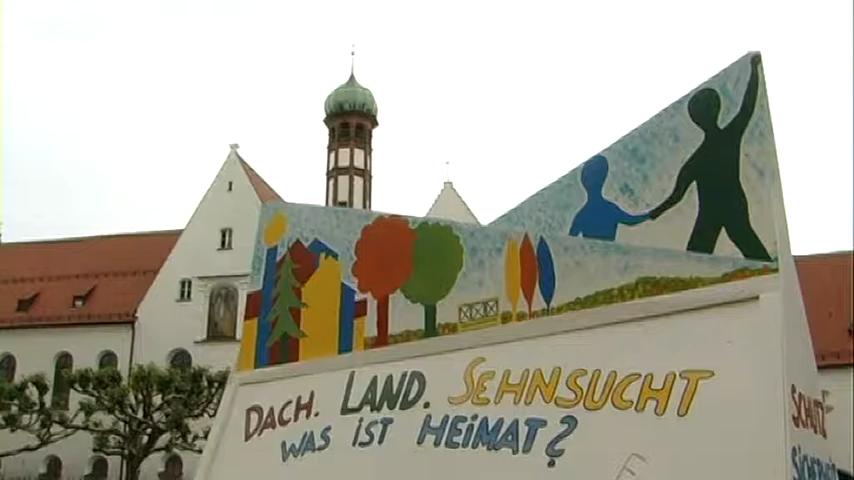 DACH. LAND. SEHNSUCHT
WAS IST HEIMAT?
SCHUTZ-